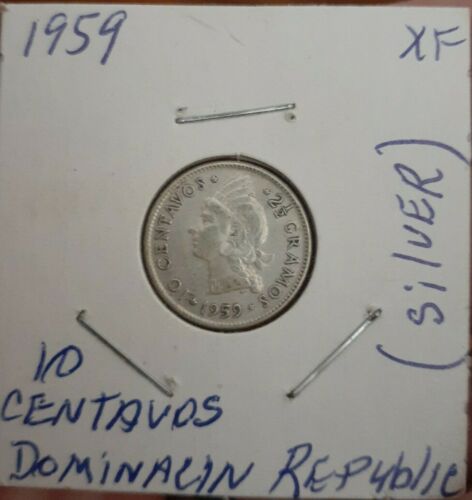 1959 XF
10 CENTAVOS · 2½ GRAMOS
1959
(SilVER)
10
CENTAVOS
DOMiNACiN REPubliC